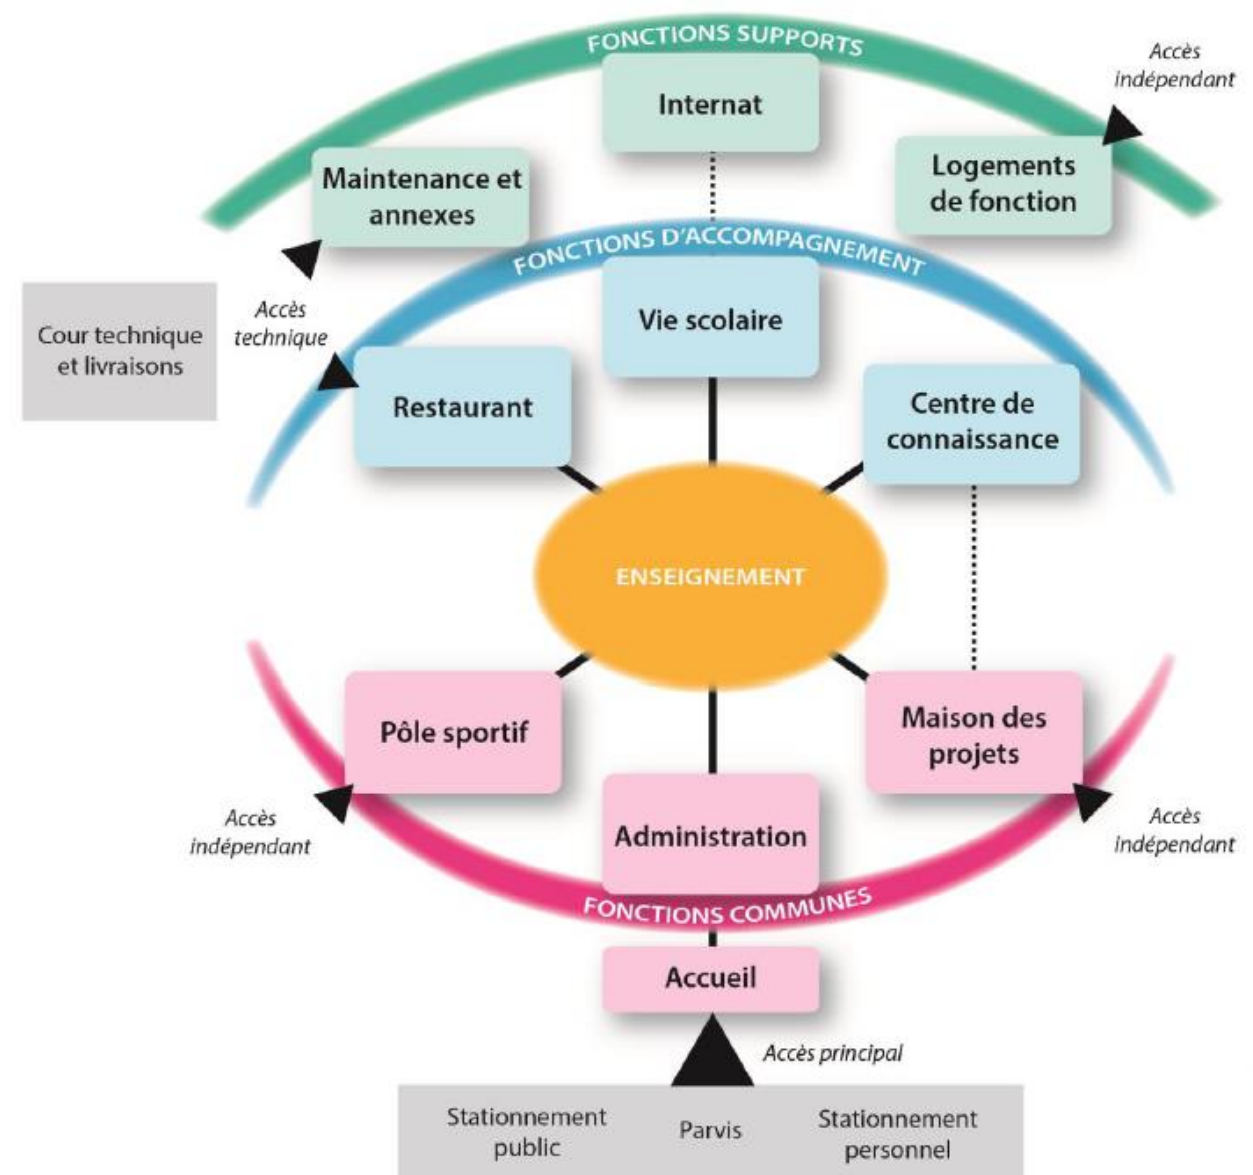 FONCTIONS SUPPORTS
Accès
indépendant
Internat
Maintenance et
annexes
Logements
de fonction
FONCTIONS D'ACCOMPAGNEMENT
Cour technique
et livraisons
Accès
technique
Vie scolaire
Restaurant
Centre de
connaissance
ENSEIGNEMENT
Pôle sportif
Maison des
projets
Accès
indépendant
Administration
Accès
indépendant
FONCTIONS COMMUNES
Accueil
Accès principal
Stationnement
public
Parvis
Stationnement
personnel